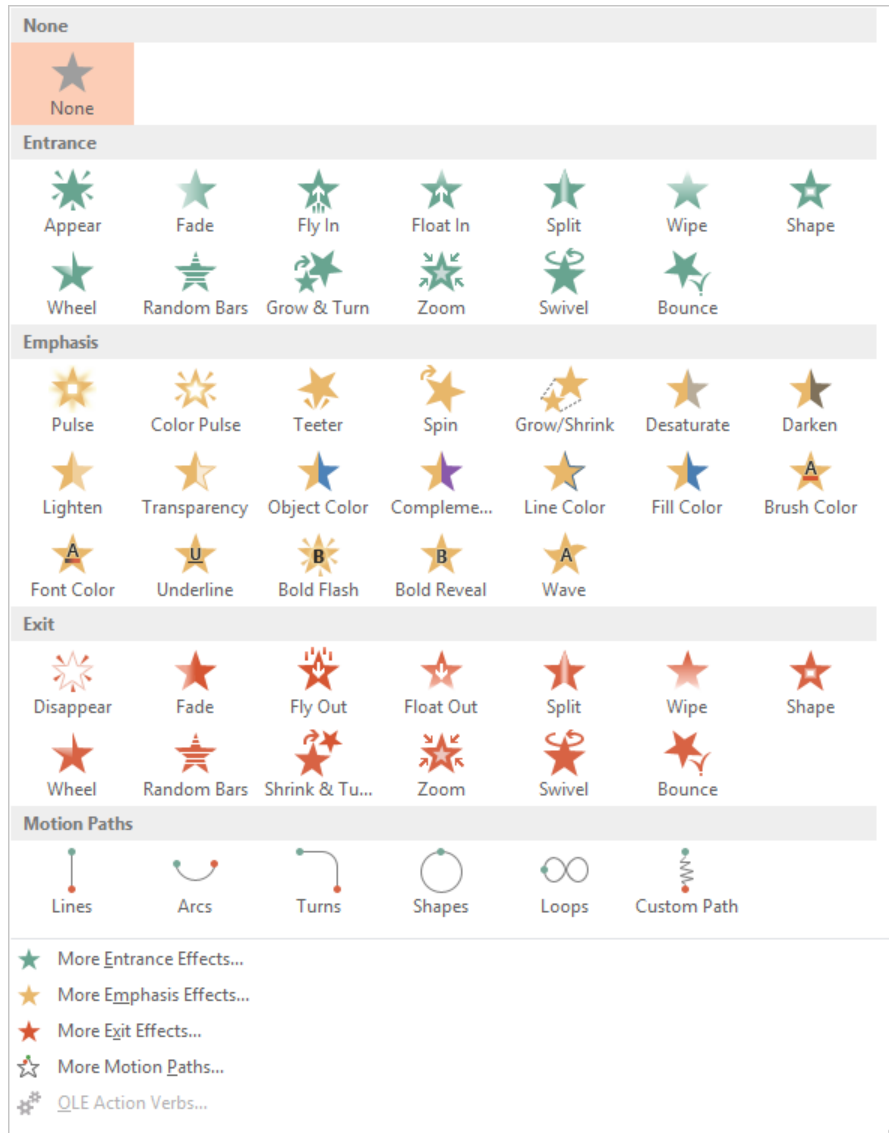 None
None
Entrance
Appear Fade Fly In Float In Split Wipe Shape
Wheel Random Bars Grow & Turn Zoom Swivel Bounce
Emphasis
Pulse Color Pulse Teeter Spin Grow/Shrink Desaturate Darken
Lighten Transparency Object Color Compleme... Line Color Fill Color Brush Color
A U B B A A
Font Color Underline Bold Flash Bold Reveal Wave
Exit
Disappear Fade Fly Out Float Out Split Wipe Shape
Wheel Random Bars Shrink & Tu... Zoom Swivel Bounce
Motion Paths
Lines Arcs Turns Shapes Loops Custom Path
More Entrance Effects...
More Emphasis Effects...
More Exit Effects...
More Motion Paths...
OLE Action Verbs...